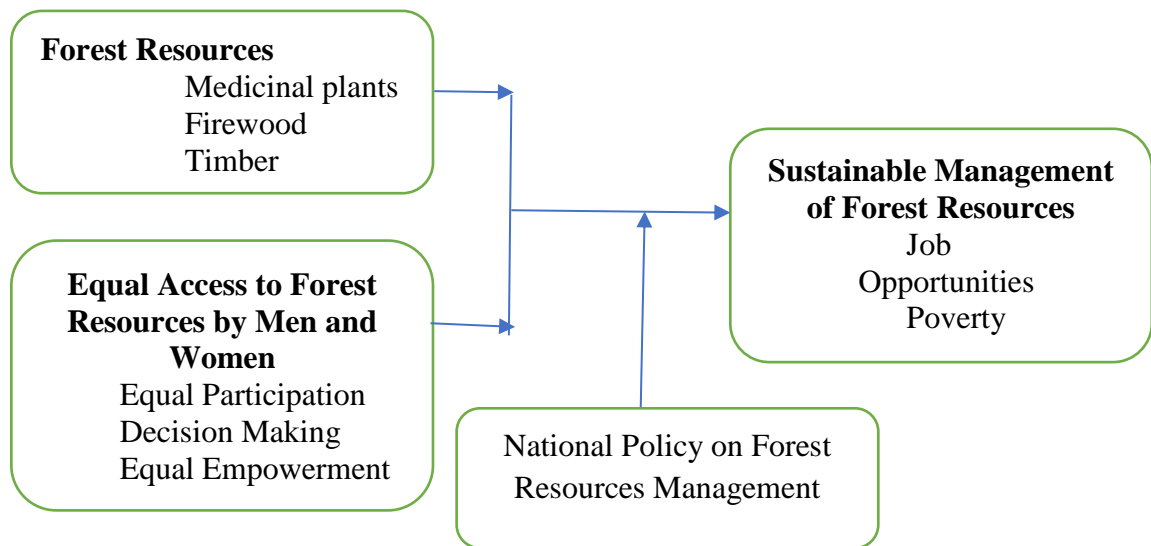 Forest Resources
Medicinal plants
Firewood
Timber
Equal Access to Forest
Resources by Men and
Women
Equal Participation
Decision Making
Equal Empowerment
National Policy on Forest
Resources Management
Sustainable Management
of Forest Resources
Job
Opportunities
Poverty